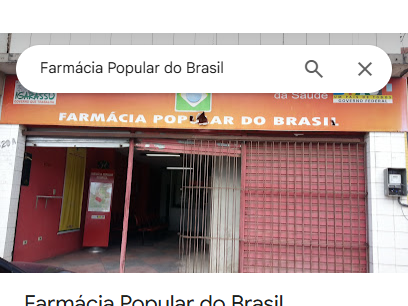 Farmácia Popular do Brasil
IGARASSU
da Saúde
GOVERNO FEDERAL
FARMÁCIA POPULAR DO BRASIL
Farmácia Popular do Brasil